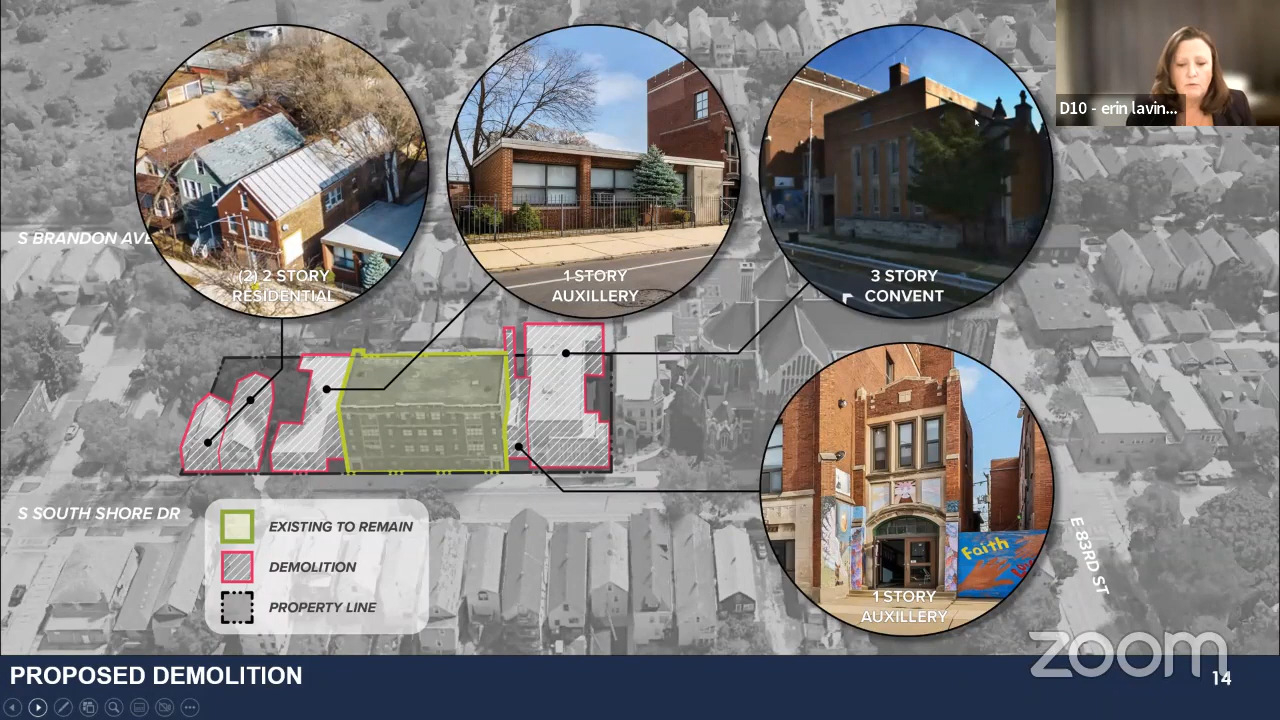 D10 - erin lavin...
S BRANDON AVE
(2) 2 STORY
RESIDENTIAL
1 STORY
AUXILLERY
3 STORY
CONVENT
Faith
1 STORY
AUXILLERY
S SOUTH SHORE DR
E 83RD ST
EXISTING TO REMAIN
DEMOLITION
PROPERTY LINE
zoom
PROPOSED DEMOLITION
14